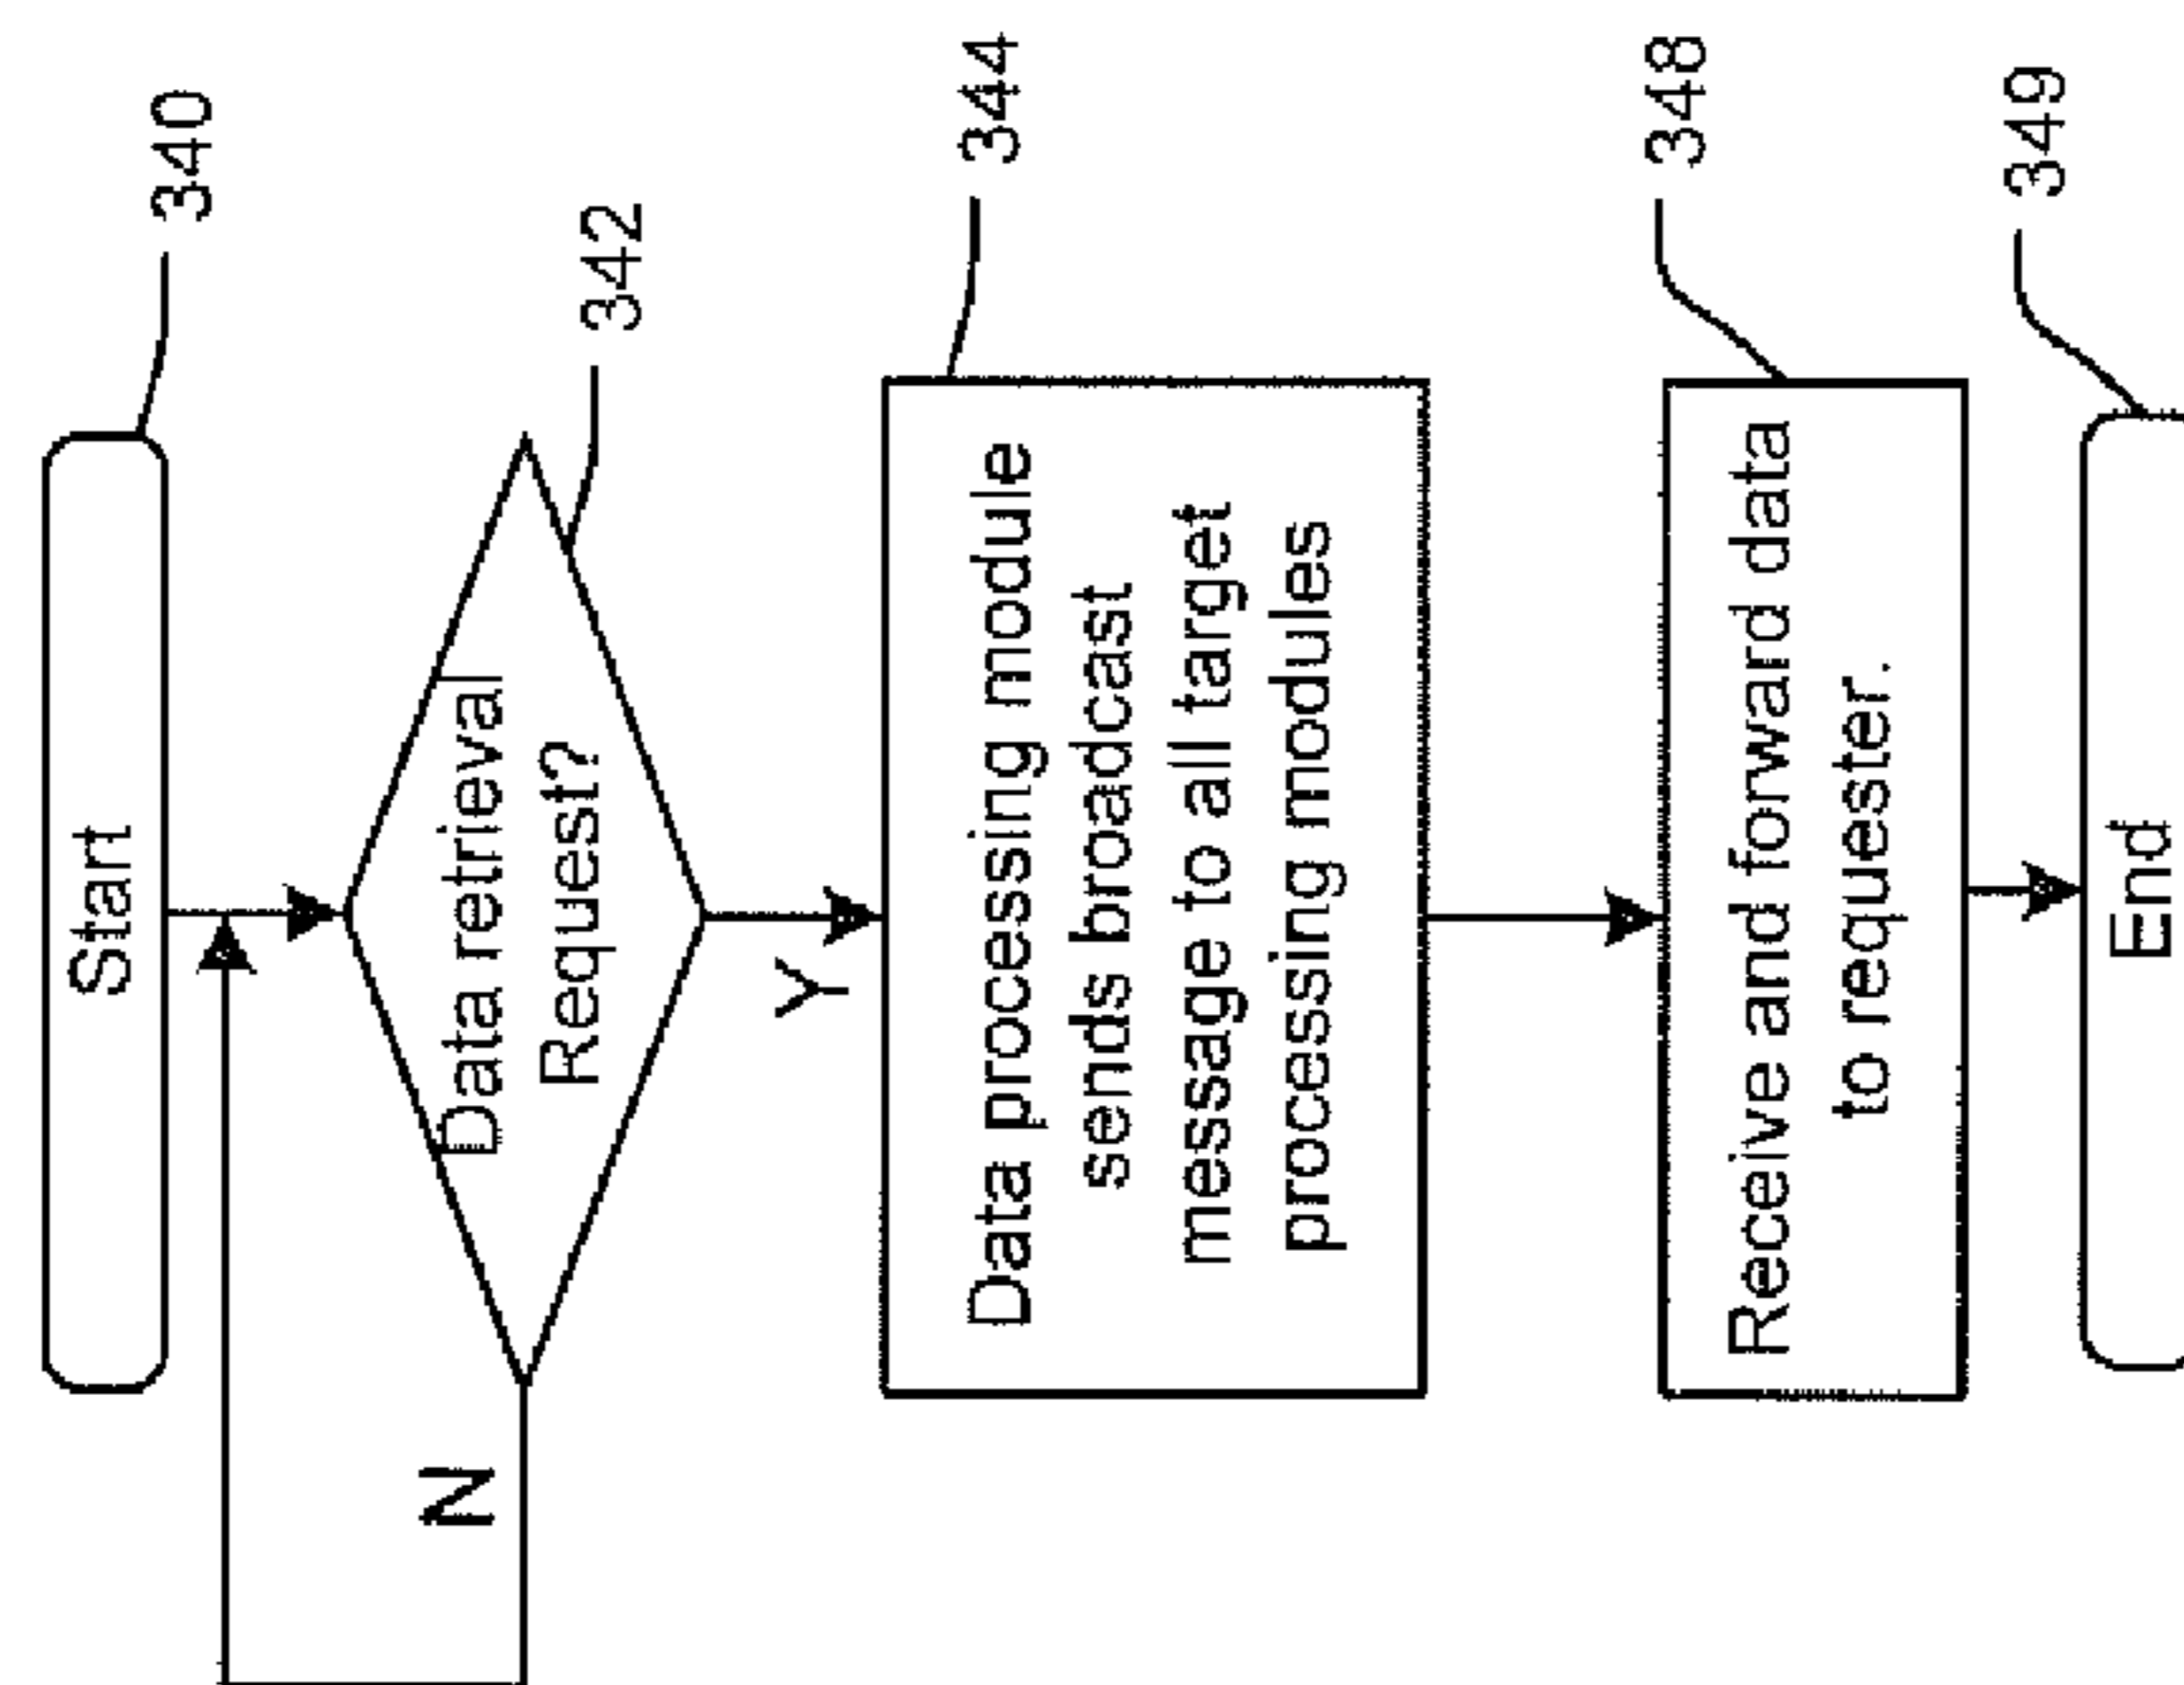 Start
340
Data retrieval
Request?
342
N
Y
Data processing module
sends broadcast
message to all target
processing modules
344
Receive and forward data
to requester.
348
End
349